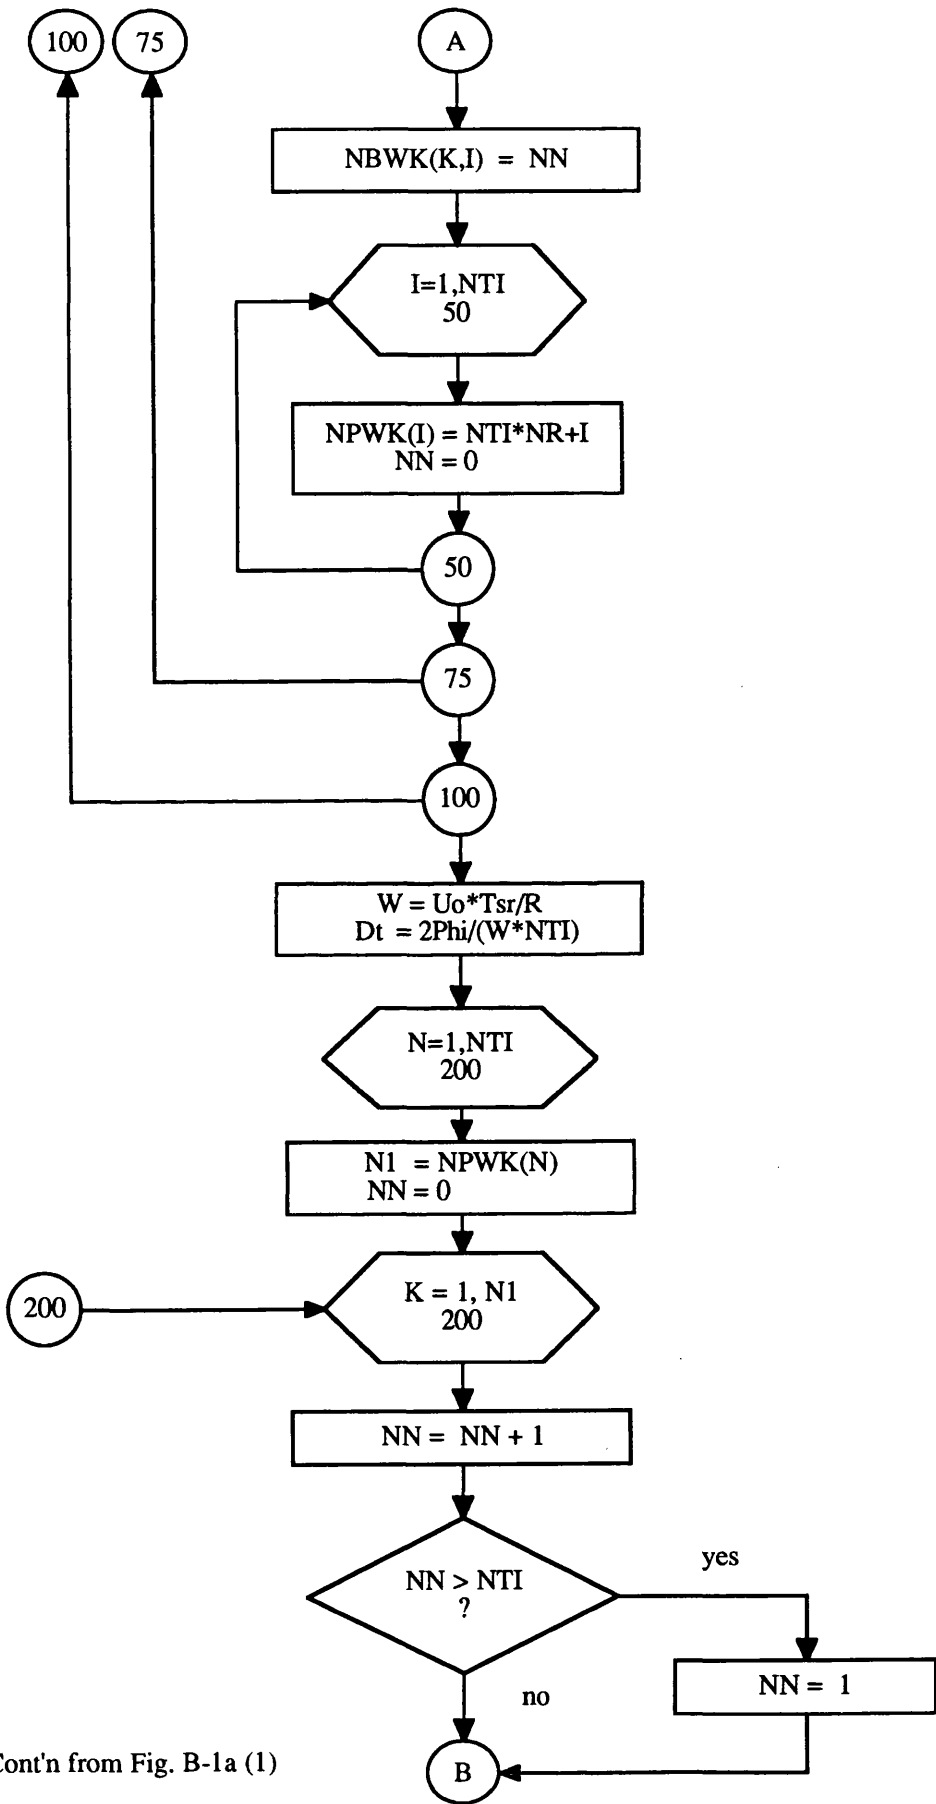 100 75 A
NBWK(K,I) = NN
I=1,NTI
50
NPWK(I) = NTI*NR+I
NN = 0
50
75
100
W = Uo*Tsr/R
Dt = 2Phi/(W*NTI)
N=1,NTI
200
N1 = NPWK(N)
NN = 0
200
K = 1, N1
200
NN = NN + 1
yes
NN > NTI
?
NN = 1
no
Cont'n from Fig. B-1a (1)
B